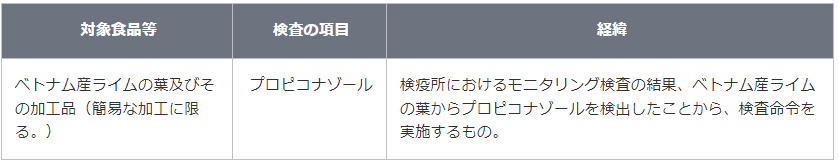 対象食品等
検査の項目
経緯
ベトナム産ライムの葉及びそ
の加工品（簡易な加工に限
る。）
プロピコナゾール
検疫所におけるモニタリング検査の結果、ベトナム産ライム
の葉からプロピコナゾールを検出したことから、検査命令を
実施するもの。